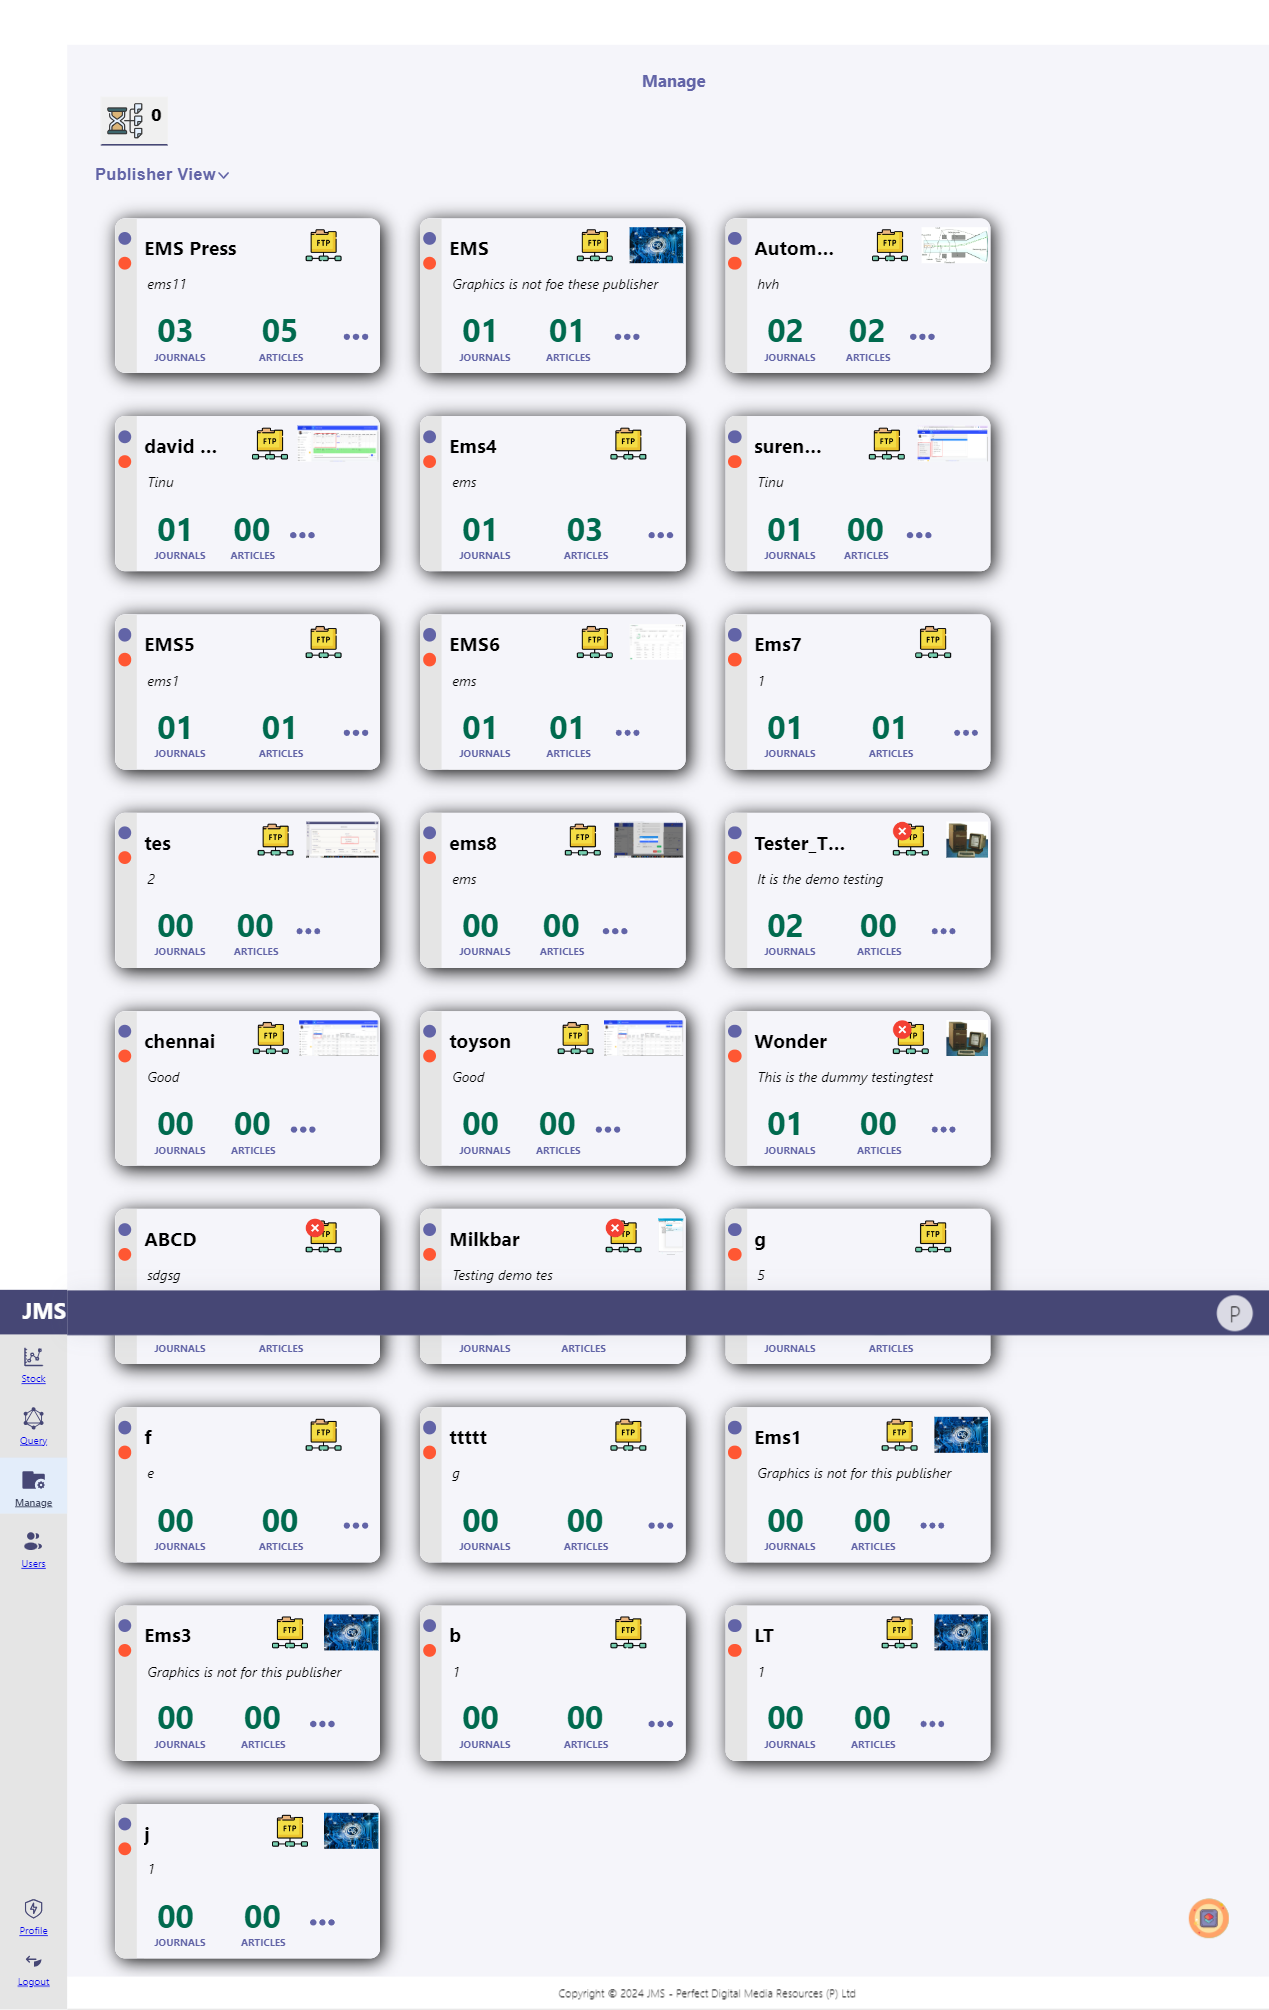 Manage
0
Publisher View
EMS Press
FTP
ems11
03 05
JOURNALS ARTICLES
EMS
FTP
Graphics is not foe these publisher
01 01
JOURNALS ARTICLES
Autom...
FTP
hvh
02 02
JOURNALS ARTICLES
david ...
FTP
Tinu
01 00
JOURNALS ARTICLES
Ems4
FTP
ems
01 03
JOURNALS ARTICLES
suren...
FTP
Tinu
01 00
JOURNALS ARTICLES
EMS5
FTP
ems1
01 01
JOURNALS ARTICLES
EMS6
FTP
ems
01 01
JOURNALS ARTICLES
Ems7
FTP
1
01 01
JOURNALS ARTICLES
tes
FTP
2
00 00
JOURNALS ARTICLES
ems8
FTP
ems
00 00
JOURNALS ARTICLES
Tester_T...
TP
It is the demo testing
02 00
JOURNALS ARTICLES
chennai
FTP
Good
00 00
JOURNALS ARTICLES
toyson
FTP
Good
00 00
JOURNALS ARTICLES
Wonder
TP
This is the dummy testingtest
01 00
JOURNALS ARTICLES
ABCD
TP
sdgsg
Milkbar
TP
Testing demo tes
g
FTP
5
JMS
P
JOURNALS ARTICLES
JOURNALS ARTICLES
JOURNALS ARTICLES
Stock
Query
Manage
Users
f
FTP
e
00 00
JOURNALS ARTICLES
ttttt
FTP
g
00 00
JOURNALS ARTICLES
Ems1
FTP
Graphics is not for this publisher
00 00
JOURNALS ARTICLES
Ems3
FTP
Graphics is not for this publisher
00 00
JOURNALS ARTICLES
b
FTP
1
00 00
JOURNALS ARTICLES
LT
FTP
1
00 00
JOURNALS ARTICLES
j
FTP
1
00 00
JOURNALS ARTICLES
Profile
Logout
Copyright © 2024 JMS - Perfect Digital Media Resources (P) Ltd